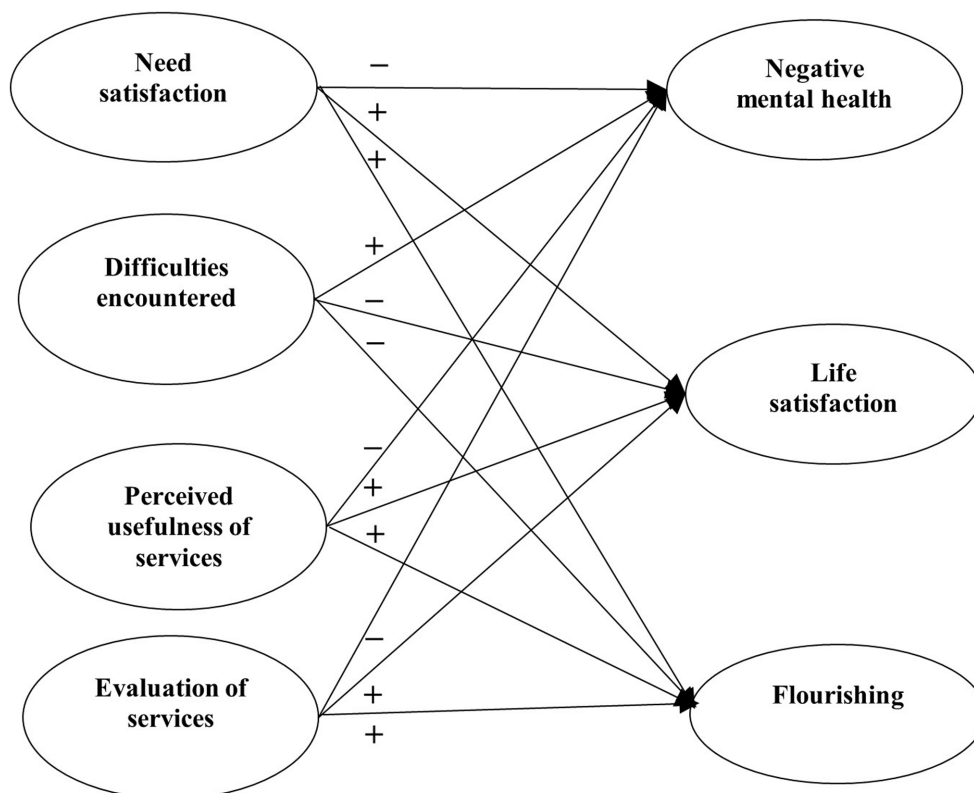 Need
satisfaction
Negative
mental health
−
+
+
Difficulties
encountered
+
−
−
Life
satisfaction
Perceived
usefulness of
services
−
+
+
Evaluation of
services
−
+
+
Flourishing